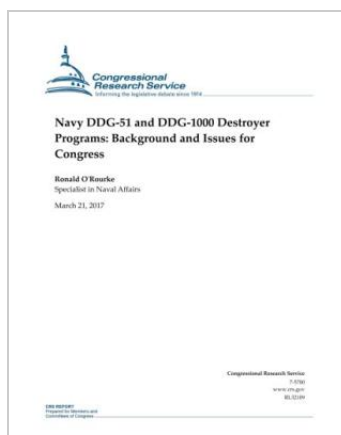 Congressional
Research Service
Informing the legislative debate since 1914
Navy DDG-51 and DDG-1000 Destroyer
Programs: Background and Issues for
Congress
Ronald O'Rourke
Specialist in Naval Affairs
March 21, 2017
Congressional Research Service
7-5700
www.crs.gov
CRS REPORT
Prepared for Members and
Committees of Congress